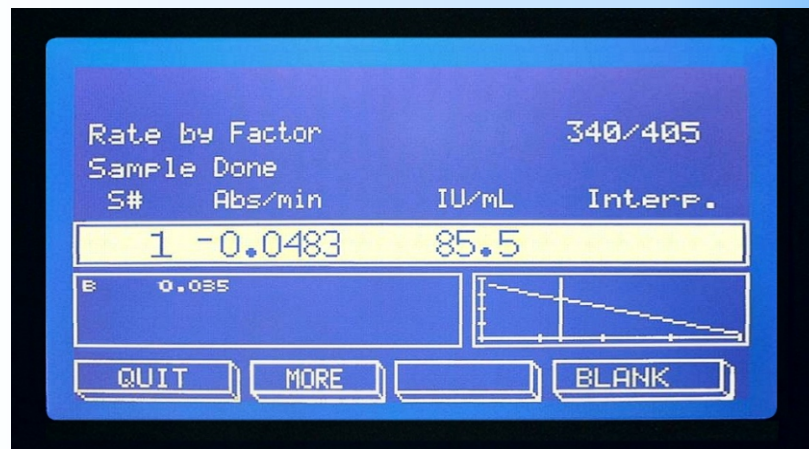 Rate by Factor 340/405
Sample Done
S# Abs/min IU/mL Interp.
1 -0.0483 85.5
B 0.035
QUIT MORE BLANK